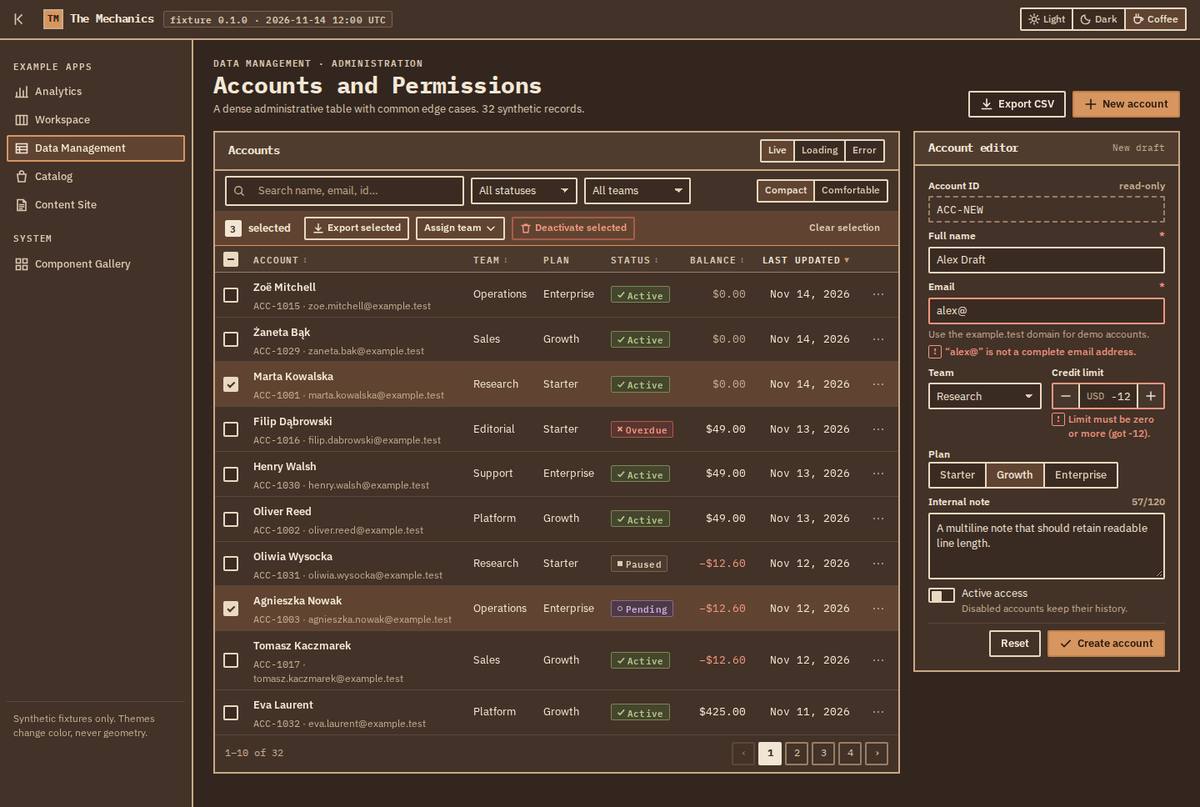 TM The Mechanics fixture 0.1.0 · 2026-11-14 12:00 UTC Light Dark Coffee
EXAMPLE APPS
Analytics
Workspace
Data Management
Catalog
Content Site
SYSTEM
Component Gallery
Synthetic fixtures only. Themes
change color, never geometry.
DATA MANAGEMENT · ADMINISTRATION
Accounts and Permissions
A dense administrative table with common edge cases. 32 synthetic records.
Export CSV New account
Accounts Live Loading Error
Search name, email, id… All statuses All teams Compact Comfortable
3 selected Export selected Assign team Deactivate selected Clear selection
ACCOUNT TEAM PLAN STATUS BALANCE LAST UPDATED
Zoë Mitchell
ACC-1015 · zoe.mitchell@example.test Operations Enterprise Active $0.00 Nov 14, 2026 ···
Żaneta Bąk
ACC-1029 · zaneta.bak@example.test Sales Growth Active $0.00 Nov 14, 2026 ···
Marta Kowalska
ACC-1001 · marta.kowalska@example.test Research Starter Active $0.00 Nov 14, 2026 ···
Filip Dąbrowski
ACC-1016 · filip.dabrowski@example.test Editorial Starter Overdue $49.00 Nov 13, 2026 ···
Henry Walsh
ACC-1030 · henry.walsh@example.test Support Enterprise Active $49.00 Nov 13, 2026 ···
Oliver Reed
ACC-1002 · oliver.reed@example.test Platform Growth Active $49.00 Nov 13, 2026 ···
Oliwia Wysocka
ACC-1031 · oliwia.wysocka@example.test Research Starter Paused −$12.60 Nov 12, 2026 ···
Agnieszka Nowak
ACC-1003 · agnieszka.nowak@example.test Operations Enterprise Pending −$12.60 Nov 12, 2026 ···
Tomasz Kaczmarek
ACC-1017 · Sales Growth Active −$12.60 Nov 12, 2026 ···
tomasz.kaczmarek@example.test
Eva Laurent
ACC-1032 · eva.laurent@example.test Platform Growth Active $425.00 Nov 11, 2026 ···
1–10 of 32 ‹ 1 2 3 4 ›
Account editor New draft
Account ID read-only
ACC-NEW
Full name *
Alex Draft
Email *
alex@
Use the example.test domain for demo accounts.
! “alex@” is not a complete email address.
Team Credit limit
Research − USD -12 +
! Limit must be zero
or more (got -12).
Plan
Starter Growth Enterprise
Internal note 57/120
A multiline note that should retain readable
line length.
Active access
Disabled accounts keep their history.
Reset Create account